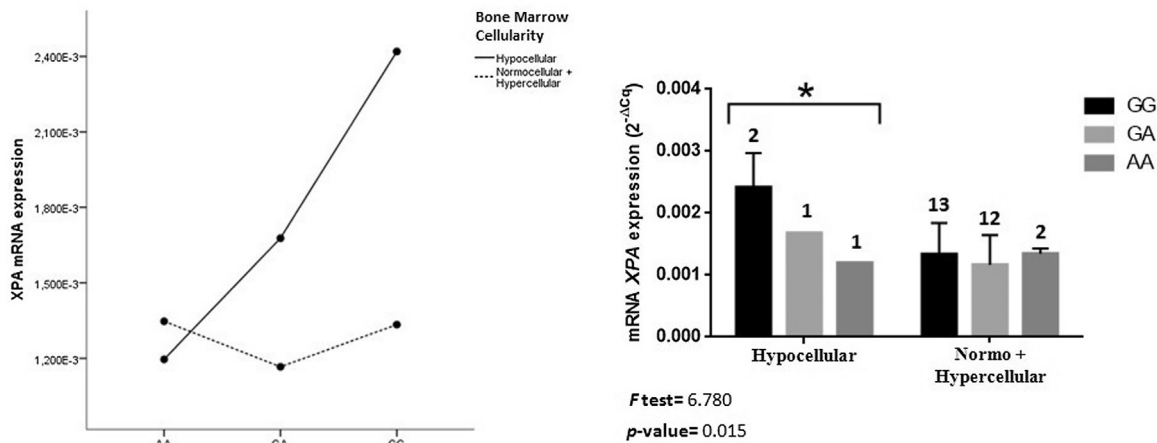 Bone Marrow
Cellularity
Hypocellular
Normocellular +
Hypercellular
XPA mRNA expression
2,400E-3
2,100E-3
1,800E-3
1,500E-3
1,200E-3
mRNA XPA expression (2^-ΔCq)
0.004
0.003
0.002
0.001
0.000
*
2
1
1
13
12
2
GG
GA
AA
Hypocellular
Normo +
Hypercellular
F test= 6.780
p-value= 0.015